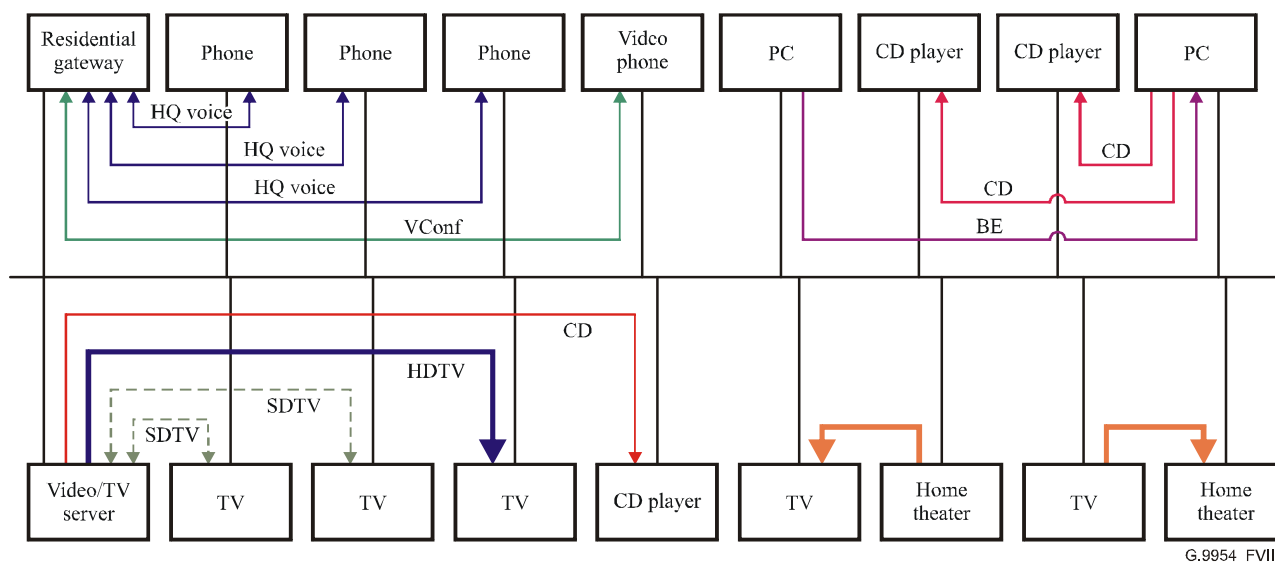 Residential
gateway
Phone
Phone
Phone
Video
phone
PC
CD player
CD player
PC
HQ voice
HQ voice
HQ voice
VConf
CD
CD
BE
CD
HDTV
SDTV
SDTV
Video/TV
server
TV
TV
TV
CD player
TV
Home
theater
TV
Home
theater
G.9954_FVII